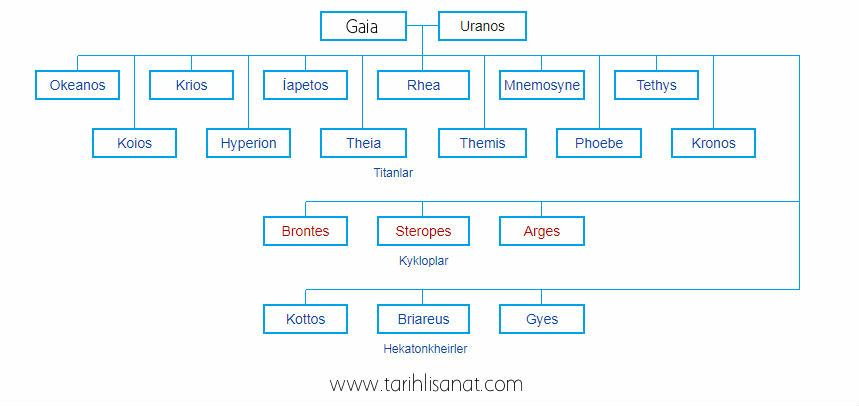 Gaia Uranos
Okeanos Krios İapetos Rhea Mnemosyne Tethys
Koios Hyperion Theia Themis Phoebe Kronos
Titanlar
Brontes Steropes Arges
Kykloplar
Kottos Briareus Gyes
Hekatonkheirler
www.tarihlisanat.com